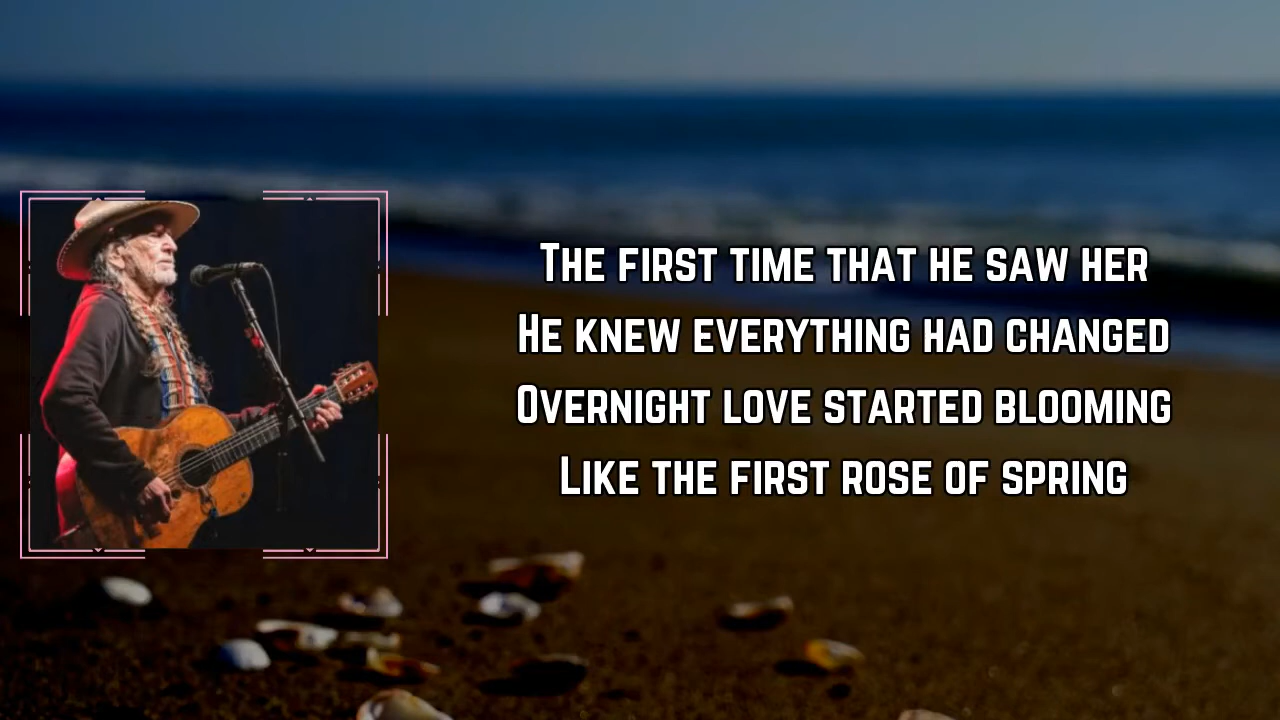 The first time that he saw her
He knew everything had changed
Overnight love started blooming
Like the first rose of spring